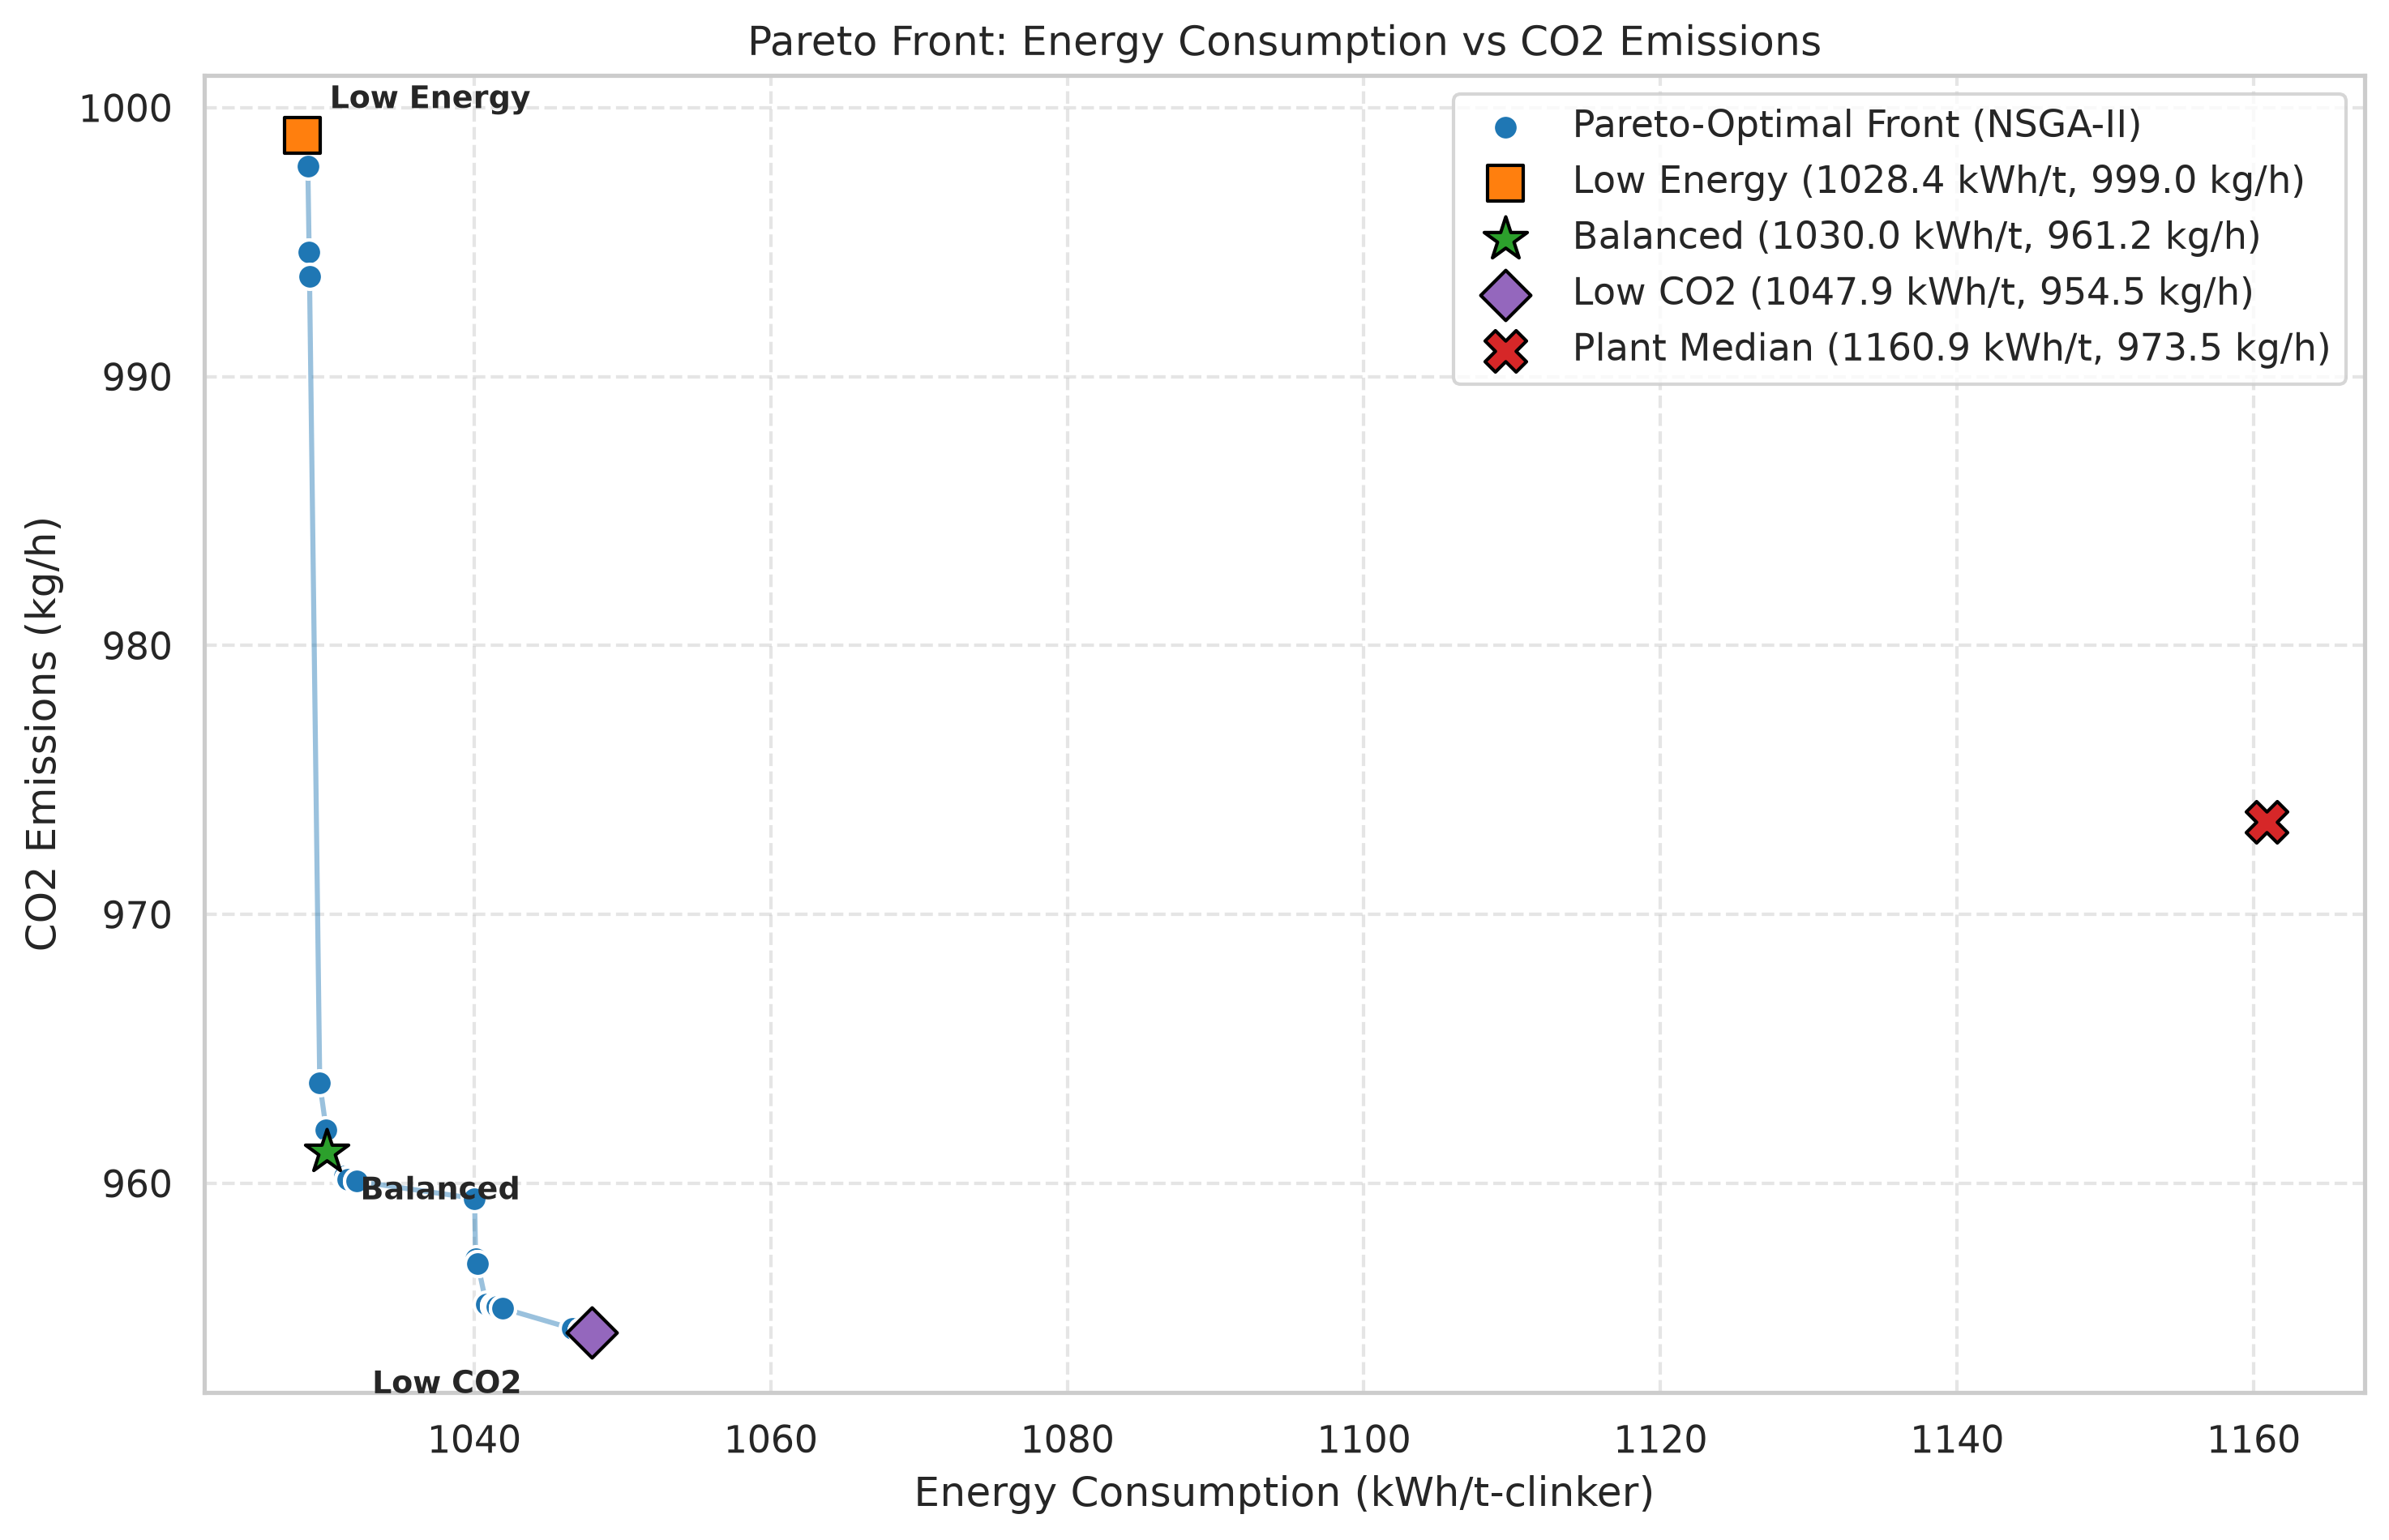 Pareto Front: Energy Consumption vs CO2 Emissions
Low Energy
Pareto-Optimal Front (NSGA-II)
Low Energy (1028.4 kWh/t, 999.0 kg/h)
Balanced (1030.0 kWh/t, 961.2 kg/h)
Low CO2 (1047.9 kWh/t, 954.5 kg/h)
Plant Median (1160.9 kWh/t, 973.5 kg/h)
CO2 Emissions (kg/h)
1000
990
980
970
960
Balanced
Low CO2
1040
1060
1080
1100
1120
1140
1160
Energy Consumption (kWh/t-clinker)